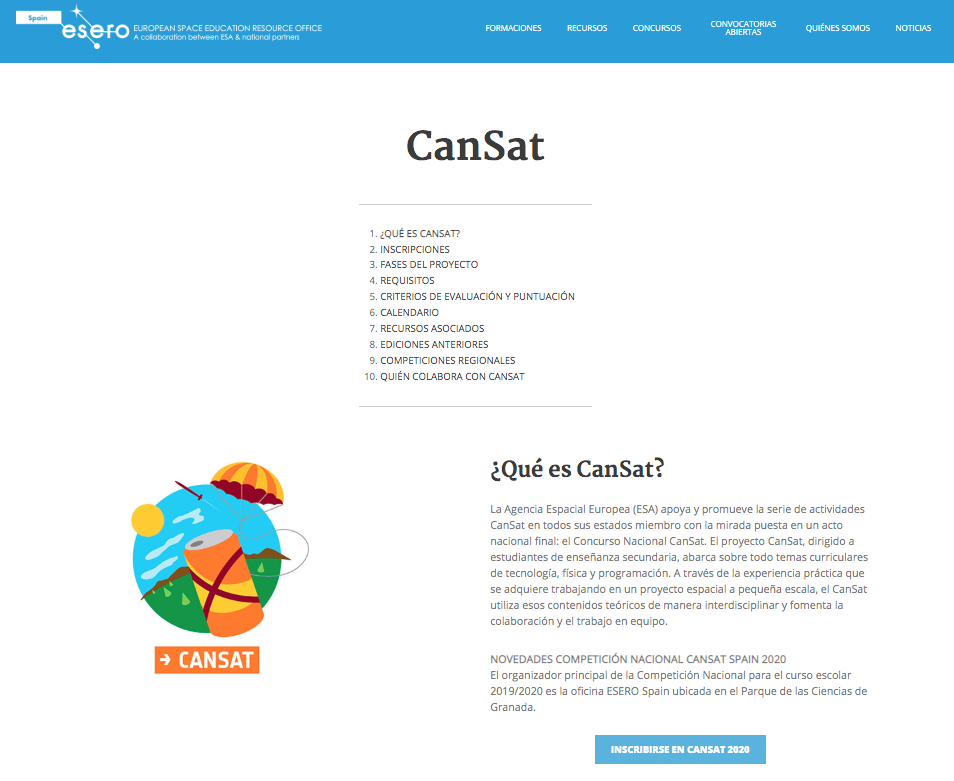 Spain
esero
EUROPEAN SPACE EDUCATION RESOURCE OFFICE
A collaboration between ESA & national partners
FORMACIONES
RECURSOS
CONCURSOS
CONVOCATORIAS
ABIERTAS
QUIÉNES SOMOS
NOTICIAS
CanSat
1. ¿QUÉ ES CANSAT?
2. INSCRIPCIONES
3. FASES DEL PROYECTO
4. REQUISITOS
5. CRITERIOS DE EVALUACIÓN Y PUNTUACIÓN
6. CALENDARIO
7. RECURSOS ASOCIADOS
8. EDICIONES ANTERIORES
9. COMPETICIONES REGIONALES
10. QUIÉN COLABORA CON CANSAT
→ CANSAT
¿Qué es CanSat?
La Agencia Espacial Europea (ESA) apoya y promueve la serie de actividades
CanSat en todos sus estados miembro con la mirada puesta en un acto
nacional final: el Concurso Nacional CanSat. El proyecto CanSat, dirigido a
estudiantes de enseñanza secundaria, abarca sobre todo temas curriculares
de tecnología, física y programación. A través de la experiencia práctica que
se adquiere trabajando en un proyecto espacial a pequeña escala, el CanSat
utiliza esos contenidos teóricos de manera interdisciplinar y fomenta la
colaboración y el trabajo en equipo.
NOVEDADES COMPETICIÓN NACIONAL CANSAT SPAIN 2020
El organizador principal de la Competición Nacional para el curso escolar
2019/2020 es la oficina ESERO Spain ubicada en el Parque de las Ciencias de
Granada.
INSCRIBIRSE EN CANSAT 2020